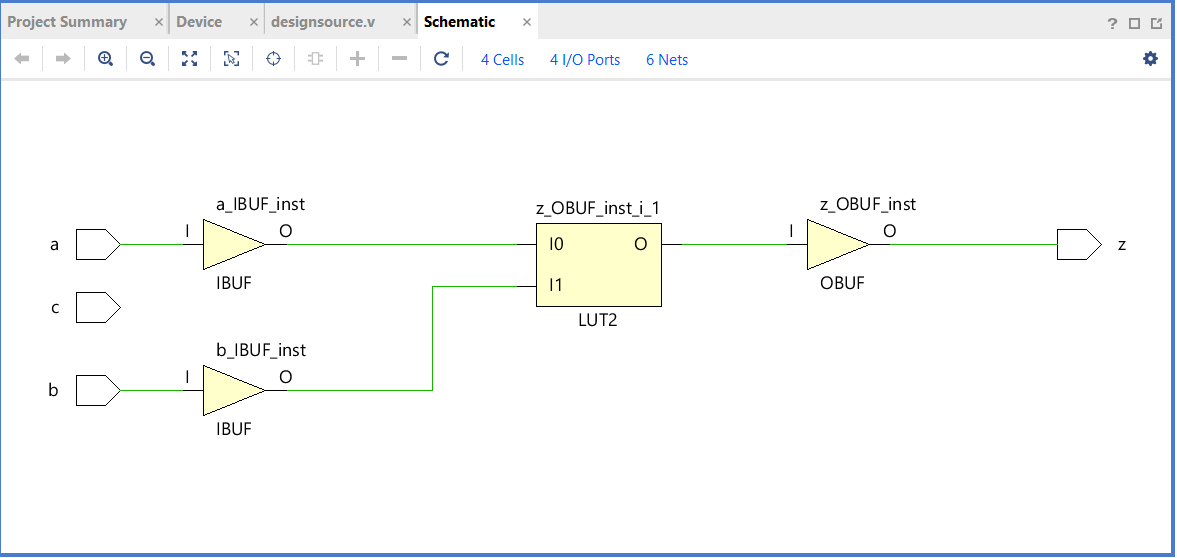 Project Summary × Device × designsource.v × Schematic × ?
4 Cells 4 I/O Ports 6 Nets
a_IBUF_inst z_OBUF_inst_i_1 z_OBUF_inst
a I O I0 O I O z
IBUF I1 OBUF
c LUT2
b_IBUF_inst
b I O
IBUF